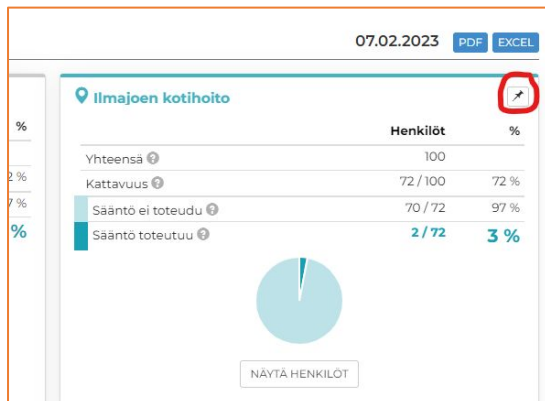 07.02.2023 PDF EXCEL
Ilmajoen kotihoito
% Henkilöt %
Yhteensä 100
2 % Kattavuus 72 / 100 72 %
7 % Sääntö ei toteudu 70 / 72 97 %
% Sääntö toteutuu 2 / 72 3 %
NÄYTÄ HENKILÖT